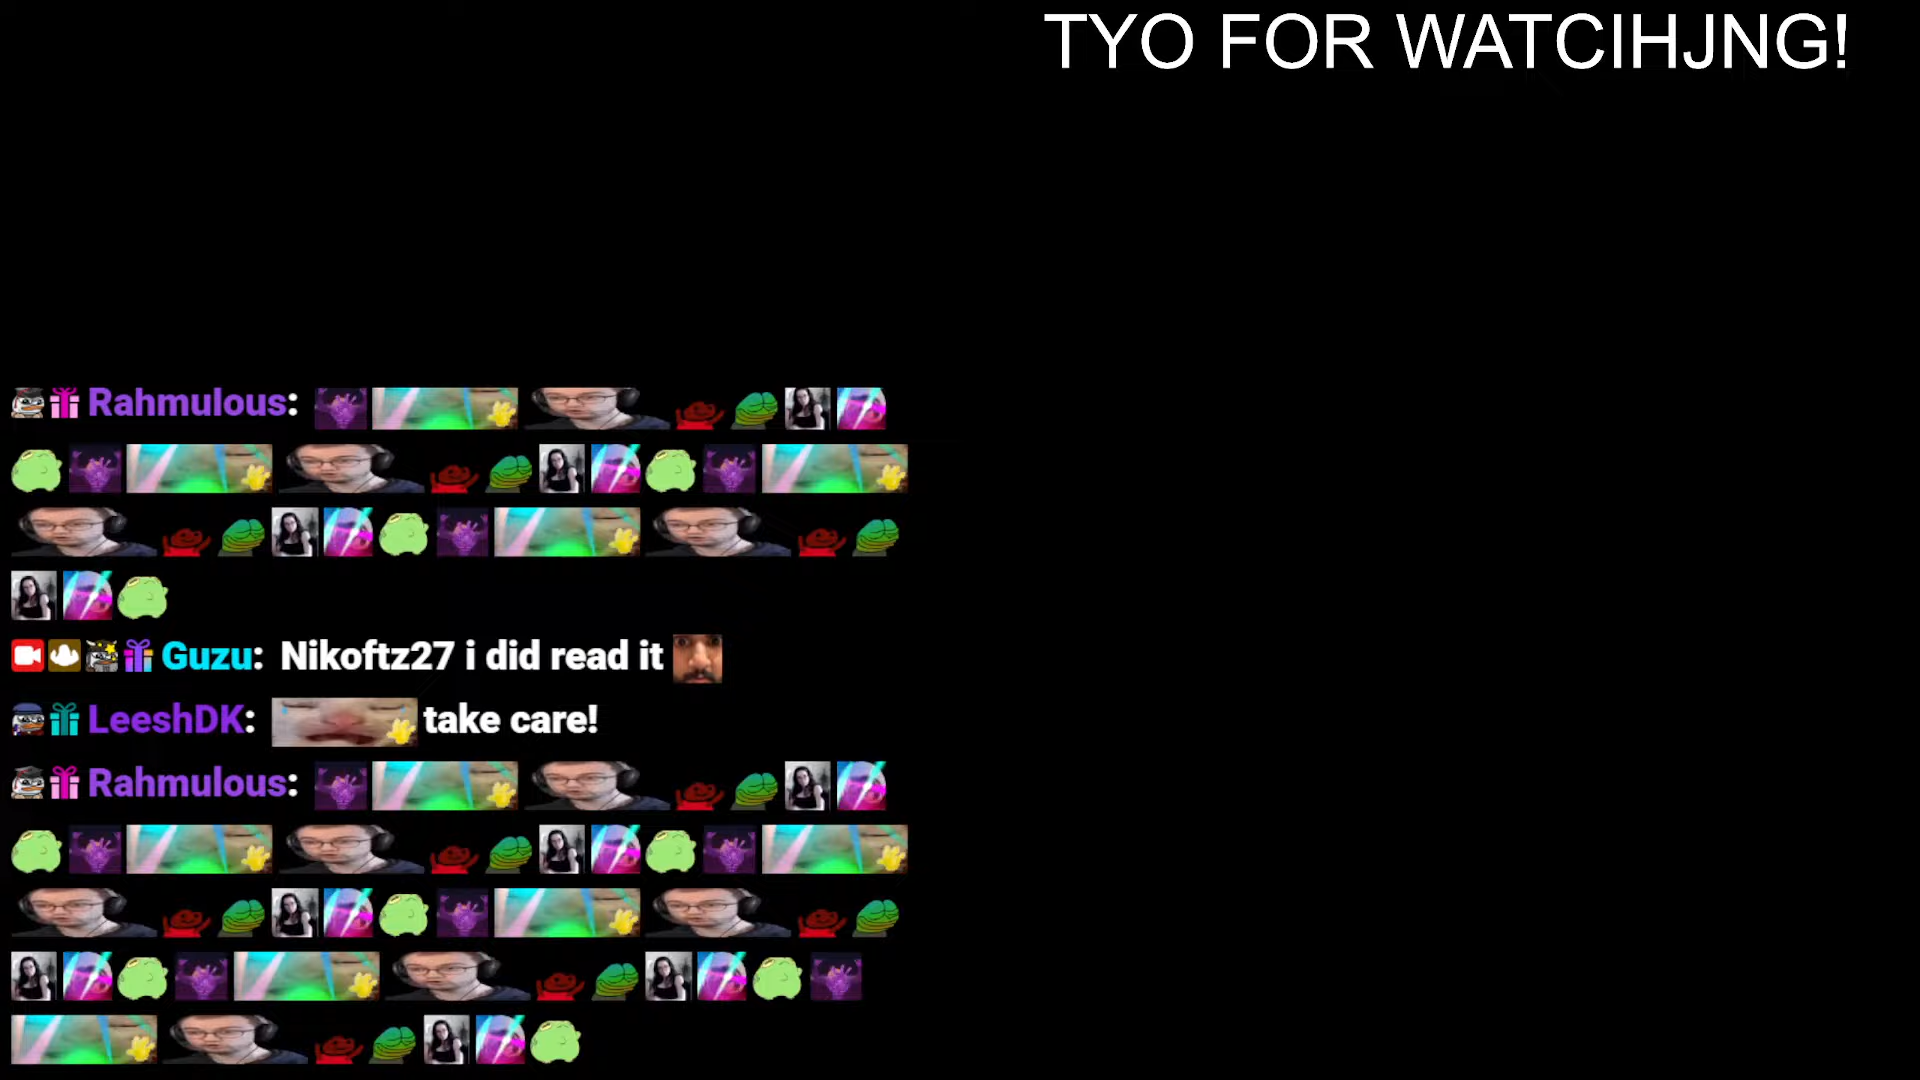 TYO FOR WATCIHJNG!
Rahmulous:
Guzu: Nikoftz27 i did read it
LeeshDK: take care!
Rahmulous: